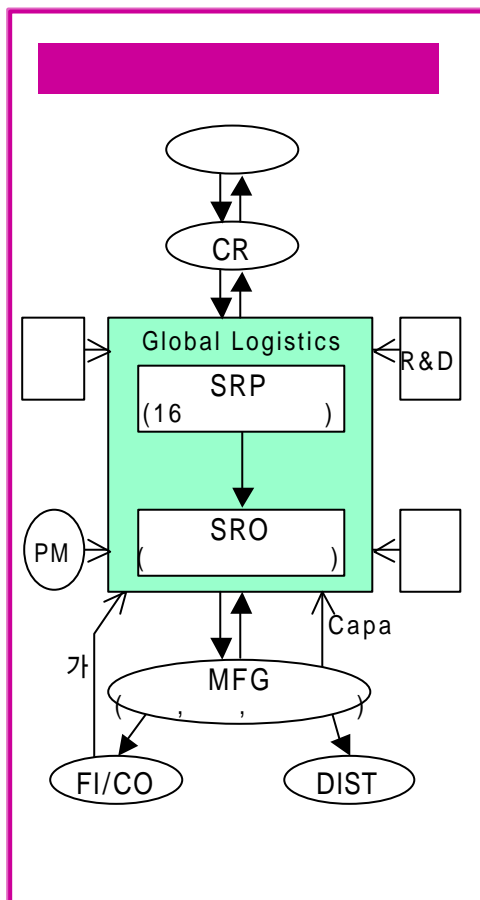 CR
Global Logistics
R&D
SRP
(16 )
SRO
( )
PM
Capa
가
MFG
( , , )
FI/CO
DIST